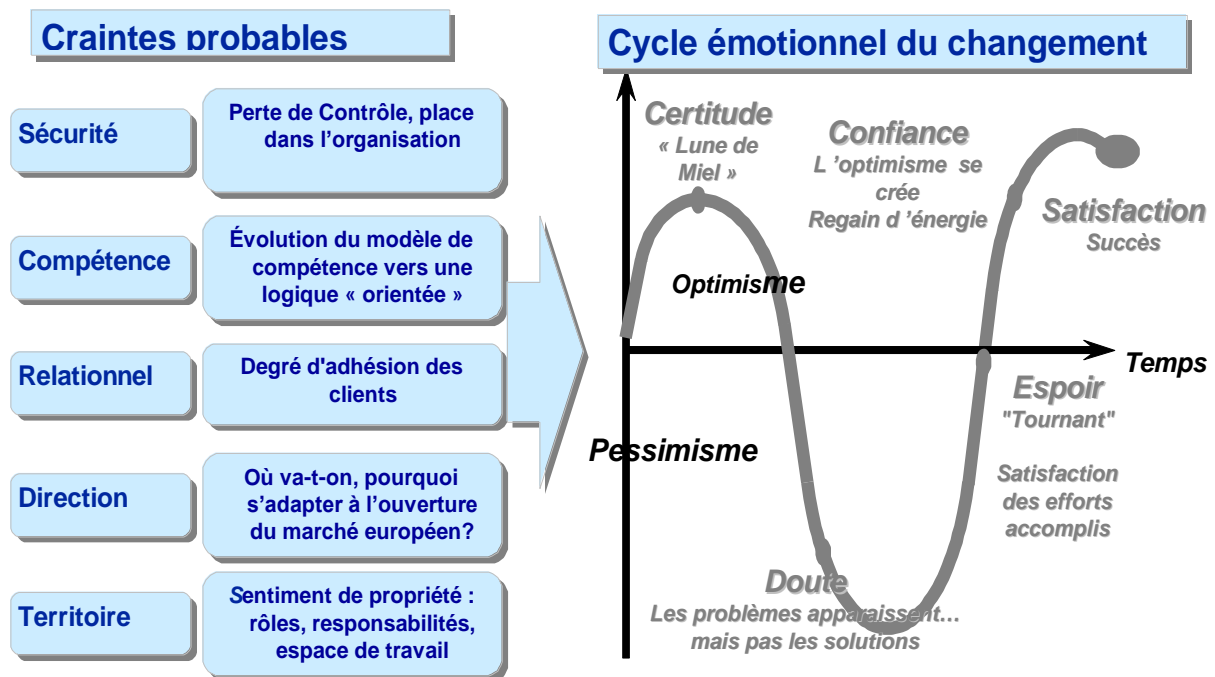 Craintes probables
Sécurité
Perte de Contrôle, place
dans l’organisation
Compétence
Évolution du modèle de
compétence vers une
logique « orientée »
Relationnel
Degré d'adhésion des
clients
Direction
Où va-t-on, pourquoi
s’adapter à l’ouverture
du marché européen?
Territoire
Sentiment de propriété :
rôles, responsabilités,
espace de travail
Cycle émotionnel du changement
Certitude
« Lune de
Miel »
Confiance
L ’optimisme se
crée
Regain d ’énergie
Satisfaction
Succès
Optimisme
Temps
Espoir
"Tournant"
Pessimisme
Satisfaction
des efforts
accomplis
Doute
Les problèmes apparaissent…
mais pas les solutions